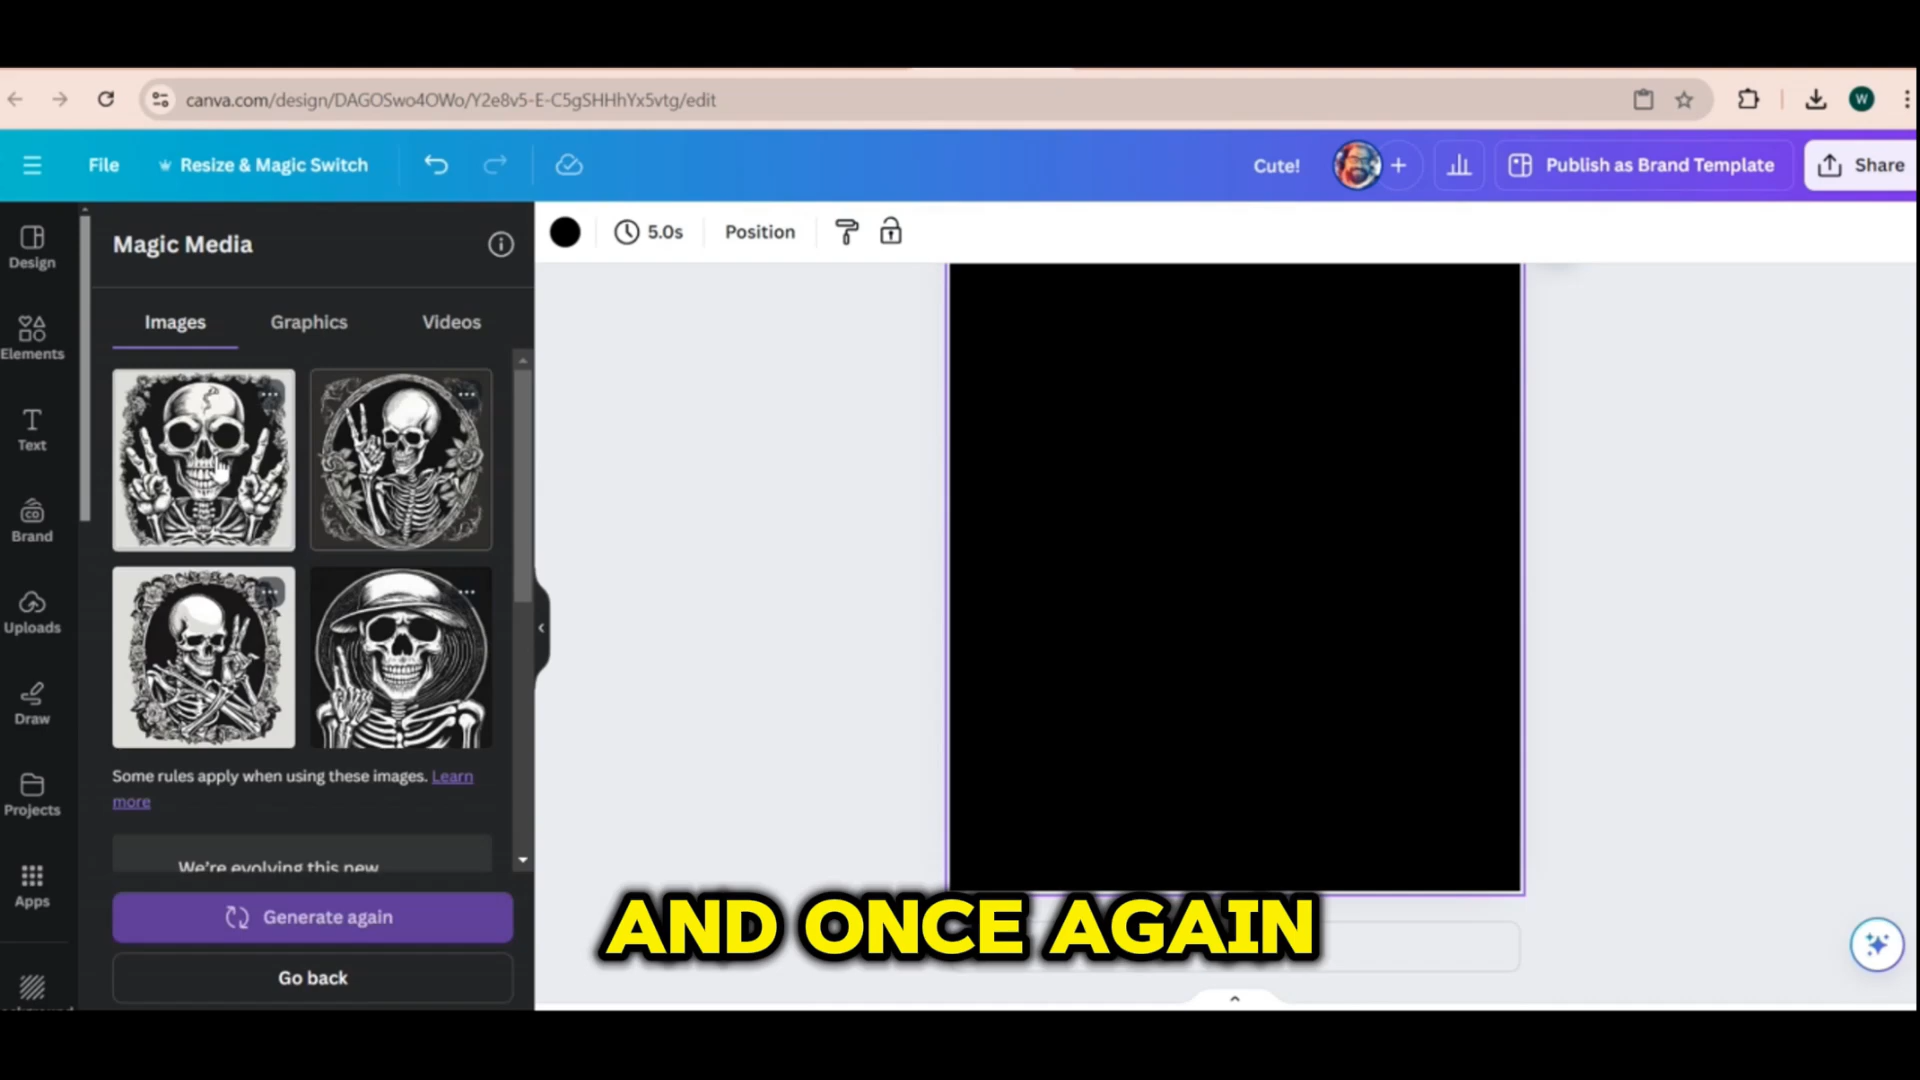 canva.com/design/DAGOSwo4OWo/Y2e8v5-E-C5gSHHhYx5vtg/edit
W
File
Resize & Magic Switch
Cute!
Publish as Brand Template
Share
Design
Elements
Text
Brand
Uploads
Draw
Projects
Apps
Magic Media
Images
Graphics
Videos
Some rules apply when using these images. Learn
more
We're evolving this new
Generate again
Go back
5.0s
Position
AND ONCE AGAIN